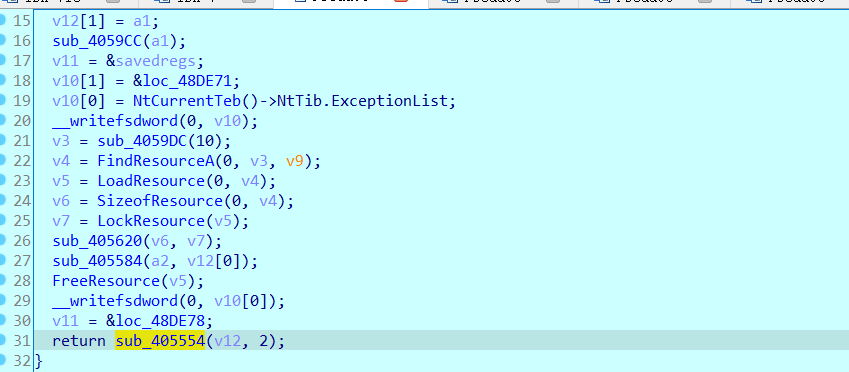 15 v12[1] = a1;
16 sub_4059CC(a1);
17 v11 = &savedregs;
18 v10[1] = &loc_48DE71;
19 v10[0] = NtCurrentTeb()->NtTib.ExceptionList;
20 __writefsdword(0, v10);
21 v3 = sub_4059DC(10);
22 v4 = FindResourceA(0, v3, v9);
23 v5 = LoadResource(0, v4);
24 v6 = SizeofResource(0, v4);
25 v7 = LockResource(v5);
26 sub_405620(v6, v7);
27 sub_405584(a2, v12[0]);
28 FreeResource(v5);
29 __writefsdword(0, v10[0]);
30 v11 = &loc_48DE78;
31 return sub_405554(v12, 2);
32 }